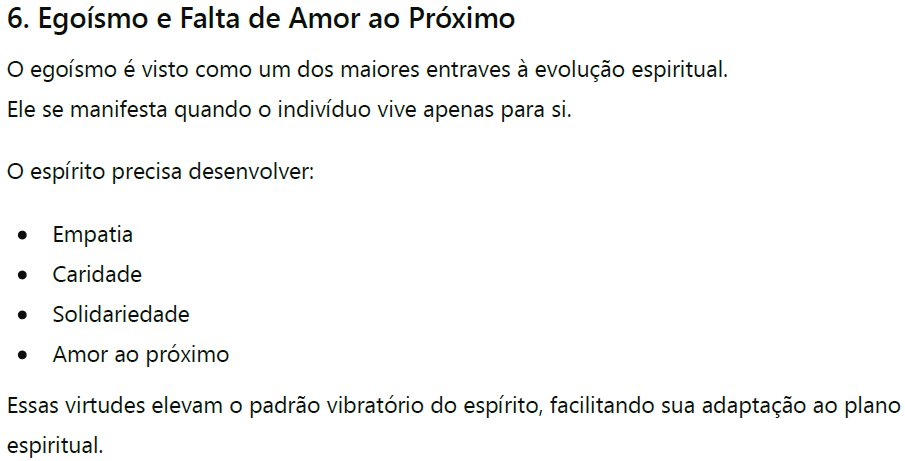 6. Egoísmo e Falta de Amor ao Próximo
O egoísmo é visto como um dos maiores entraves à evolução espiritual.
Ele se manifesta quando o indivíduo vive apenas para si.
O espírito precisa desenvolver:
• Empatia
• Caridade
• Solidariedade
• Amor ao próximo
Essas virtudes elevam o padrão vibratório do espírito, facilitando sua adaptação ao plano
espiritual.